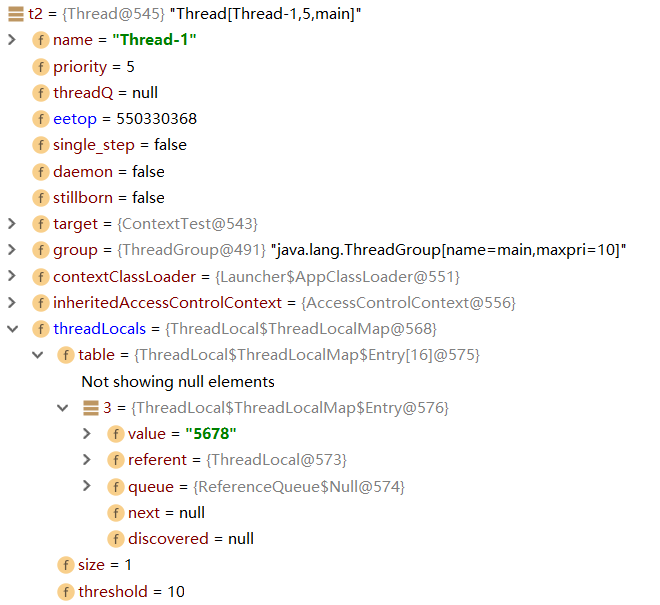 t2 = {Thread@545} "Thread[Thread-1,5,main]"
f name = "Thread-1"
f priority = 5
f threadQ = null
f eetop = 550330368
f single_step = false
f daemon = false
f stillborn = false
f target = {ContextTest@543}
f group = {ThreadGroup@491} "java.lang.ThreadGroup[name=main,maxpri=10]"
f contextClassLoader = {Launcher$AppClassLoader@551}
f inheritedAccessControlContext = {AccessControlContext@556}
f threadLocals = {ThreadLocal$ThreadLocalMap@568}
f table = {ThreadLocal$ThreadLocalMap$Entry[16]@575}
Not showing null elements
3 = {ThreadLocal$ThreadLocalMap$Entry@576}
f value = "5678"
f referent = {ThreadLocal@573}
f queue = {ReferenceQueue$Null@574}
f next = null
f discovered = null
f size = 1
f threshold = 10